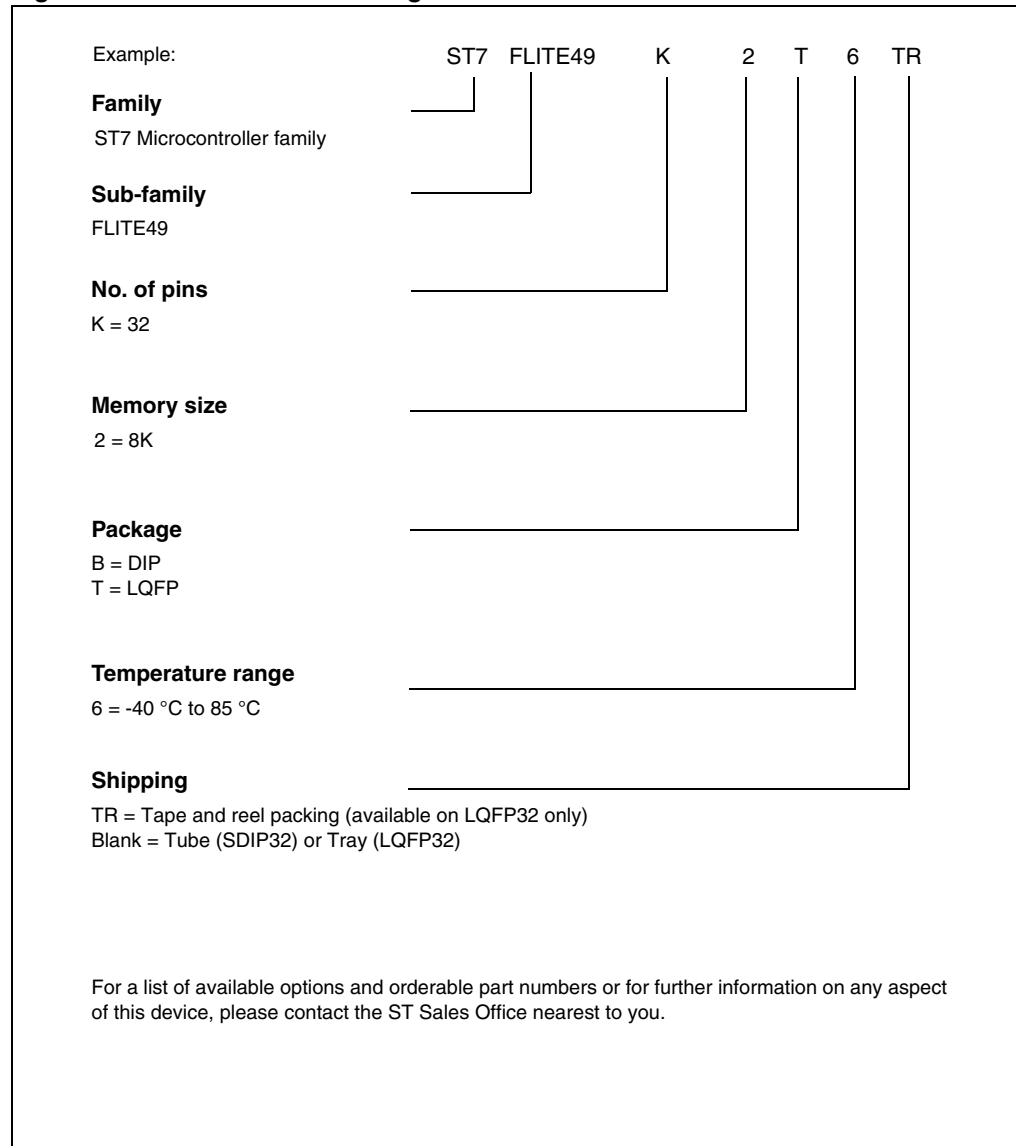 Example: ST7 FLITE49 K 2 T 6 TR
Family
ST7 Microcontroller family
Sub-family
FLITE49
No. of pins
K = 32
Memory size
2 = 8K
Package
B = DIP
T = LQFP
Temperature range
6 = -40 °C to 85 °C
Shipping
TR = Tape and reel packing (available on LQFP32 only)
Blank = Tube (SDIP32) or Tray (LQFP32)
For a list of available options and orderable part numbers or for further information on any aspect
of this device, please contact the ST Sales Office nearest to you.